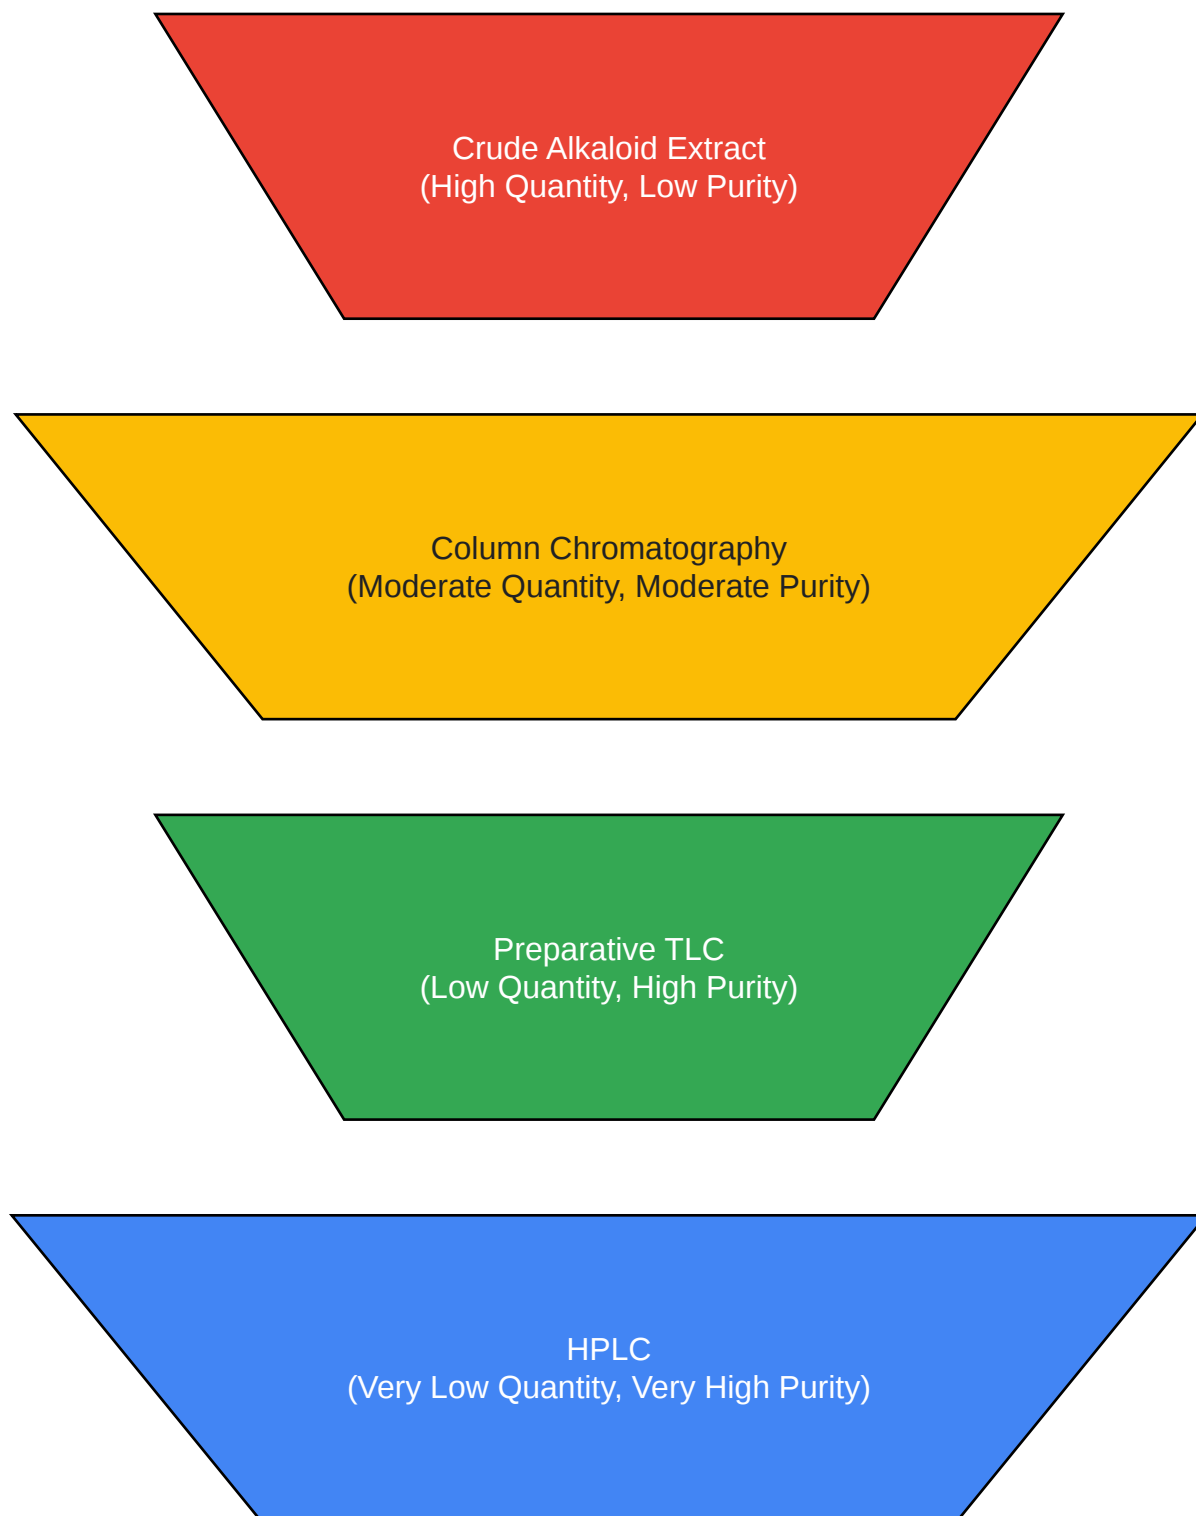 Crude Alkaloid Extract
(High Quantity, Low Purity)
Column Chromatography
(Moderate Quantity, Moderate Purity)
Preparative TLC
(Low Quantity, High Purity)
HPLC
(Very Low Quantity, Very High Purity)